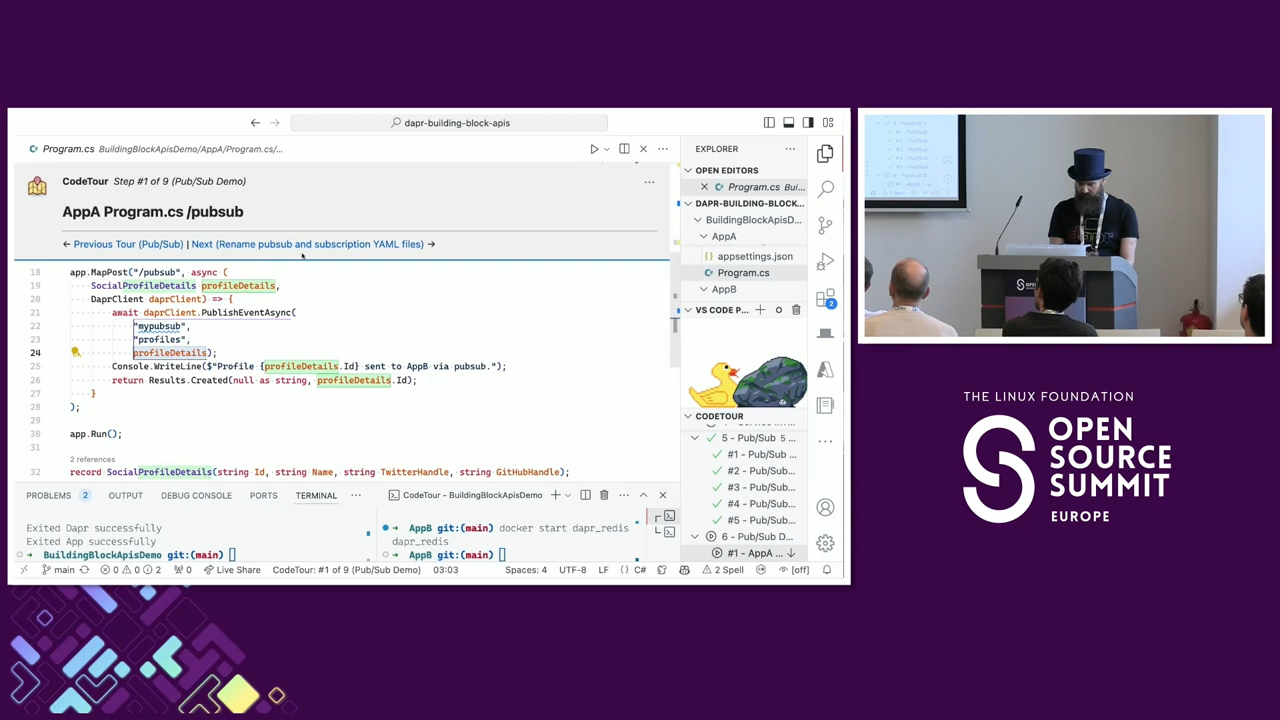 dapr-building-block-apis
Program.cs BuildingBlockApisDemo/AppA/Program.cs/...
CodeTour Step #1 of 9 (Pub/Sub Demo)
AppA Program.cs /pubsub
← Previous Tour (Pub/Sub) | Next (Rename pubsub and subscription YAML files) →
18 app.MapPost("/pubsub", async (
19 SocialProfileDetails profileDetails,
20 DaprClient daprClient) => {
21 await daprClient.PublishEventAsync(
22 "mypubsub",
23 "profiles",
24 profileDetails);
25 Console.WriteLine($"Profile {profileDetails.Id} sent to AppB via pubsub.");
26 return Results.Created(null as string, profileDetails.Id);
27 }
28 );
29
30 app.Run();
31
2 references
32 record SocialProfileDetails(string Id, string Name, string TwitterHandle, string GitHubHandle);
PROBLEMS 2 OUTPUT DEBUG CONSOLE PORTS TERMINAL ... CodeTour - BuildingBlockApisDemo
Exited Dapr successfully
Exited App successfully
→ BuildingBlockApisDemo git:(main)
→ AppB git:(main) docker start dapr_redis
dapr_redis
→ AppB git:(main)
main 0 0 2 0 Live Share CodeTour: #1 of 9 (Pub/Sub Demo) 03:03 Spaces: 4 UTF-8 LF {} C# 2 Spell [off]
EXPLORER
OPEN EDITORS
Program.cs Bui...
DAPR-BUILDING-BLOCK...
BuildingBlockApisD...
AppA
{} appsettings.json
Program.cs
AppB
VS CODE P...
CODETOUR
5 - Pub/Sub 5 ...
#1 - Pub/Sub ...
#2 - Pub/Sub...
#3 - Pub/Sub...
#4 - Pub/Sub...
#5 - Pub/Sub...
6 - Pub/Sub D...
#1 - AppA ...
2
THE LINUX FOUNDATION
OPEN
SOURCE
SUMMIT
EUROPE